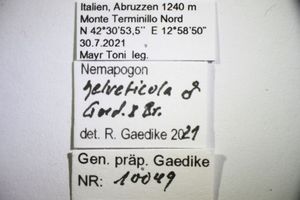 Italien, Abruzzen 1240 m
Monte Terminillo Nord
N 42°30'53,5" E 12°58'50"
30.7.2021
Mayr Toni leg.
Nemapogon
helveticola ♂
Gaed. & Br.
det. R. Gaedike 2021
Gen. präp. Gaedike
NR: 10049